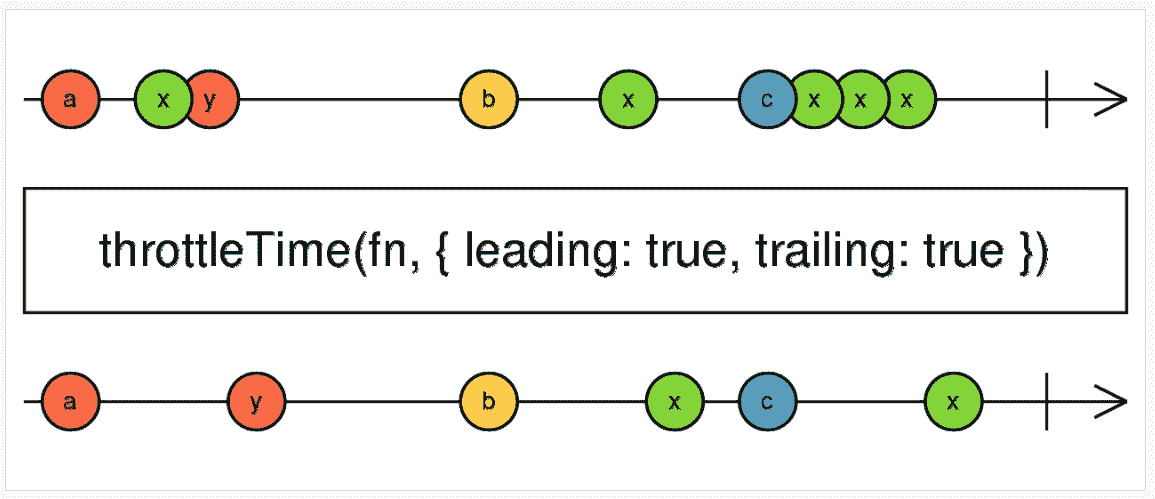 a x y b x c x x x
throttleTime(fn, { leading: true, trailing: true })
a y b x c x